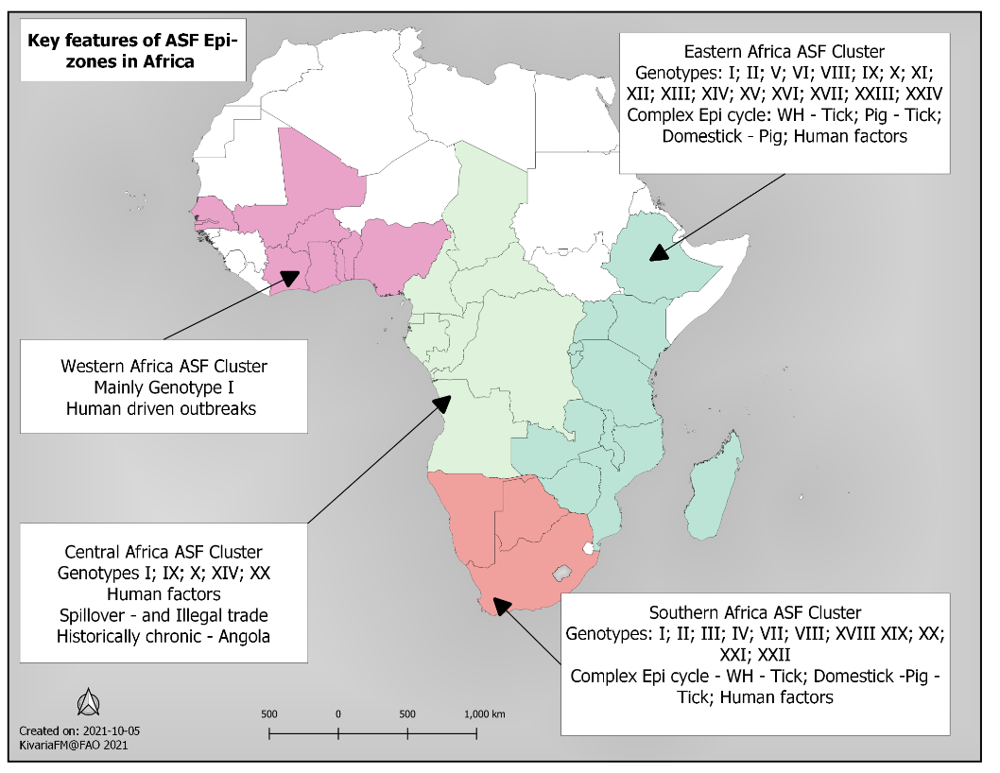 Key features of ASF Epi-
zones in Africa
Eastern Africa ASF Cluster
Genotypes: I; II; V; VI; VIII; IX; X; XI;
XII; XIII; XIV; XV; XVI; XVII; XXIII; XXIV
Complex Epi cycle: WH - Tick; Pig - Tick;
Domestick - Pig; Human factors
Western Africa ASF Cluster
Mainly Genotype I
Human driven outbreaks
Central Africa ASF Cluster
Genotypes I; IX; X; XIV; XX
Human factors
Spillover - and Illegal trade
Historically chronic - Angola
Southern Africa ASF Cluster
Genotypes: I; II; III; IV; VII; VIII; XVIII XIX; XX;
XXI; XXII
Complex Epi cycle - WH - Tick; Domestick -Pig -
Tick; Human factors
500 0 500 1,000 km
Created on: 2021-10-05
KivariaFM@FAO 2021